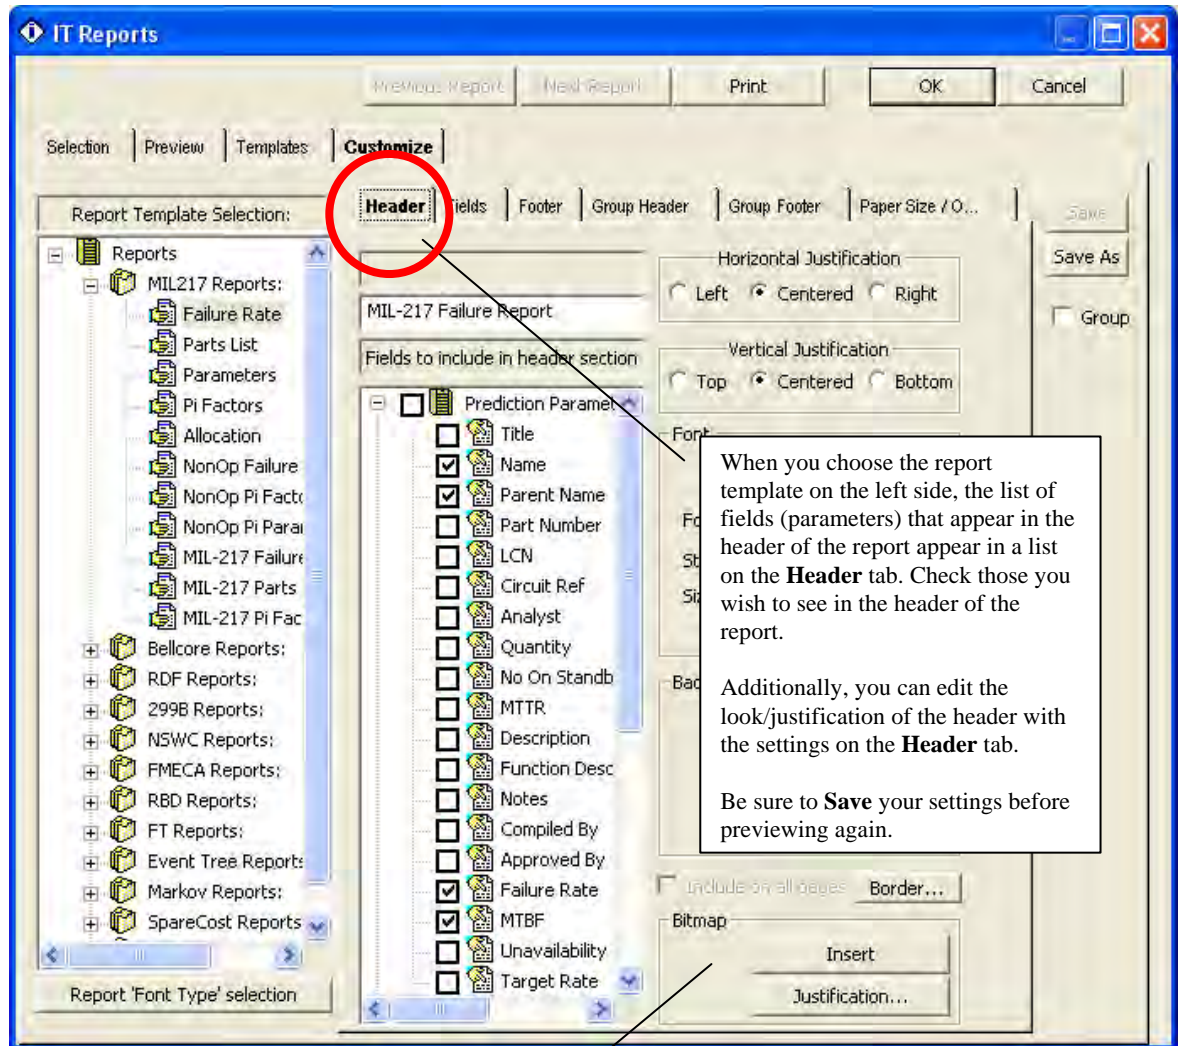 IT Reports
Previous Report
Next Report
Print
OK
Cancel
Selection
Preview
Templates
Customize
Header
Fields
Footer
Group Header
Group Footer
Paper Size / O...
Report Template Selection:
Reports
MIL217 Reports:
Failure Rate
Parts List
Parameters
Pi Factors
Allocation
NonOp Failure
NonOp Pi Facto
NonOp Pi Parar
MIL-217 Failure
MIL-217 Parts
MIL-217 Pi Fac
Bellcore Reports:
RDF Reports:
299B Reports:
NSWC Reports:
FMECA Reports:
RBD Reports:
FT Reports:
Event Tree Reports
Markov Reports:
SpareCost Reports
Report 'Font Type' selection
MIL-217 Failure Report
Fields to include in header section
Prediction Paramet
Title
Name
Parent Name
Part Number
LCN
Circuit Ref
Analyst
Quantity
No On Standb
MTTR
Description
Function Desc
Notes
Compiled By
Approved By
Failure Rate
MTBF
Unavailability
Target Rate
Horizontal Justification
Left
Centered
Right
Vertical Justification
Top
Centered
Bottom
Font
Fo
St
Siz
Bac
When you choose the report
template on the left side, the list of
fields (parameters) that appear in the
header of the report appear in a list
on the Header tab. Check those you
wish to see in the header of the
report.
Additionally, you can edit the
look/justification of the header with
the settings on the Header tab.
Be sure to Save your settings before
previewing again.
Include on all pages
Border...
Bitmap
Insert
Justification...
Save
Save As
Group